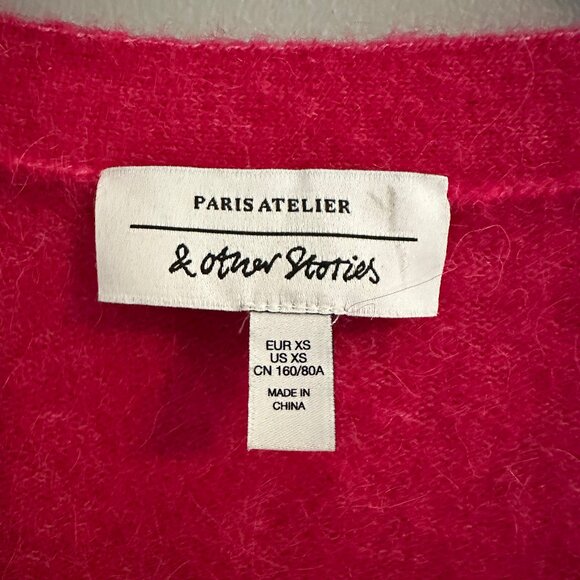 PARIS ATELIER
& other Stories
EUR XS
US XS
CN 160/80A
MADE IN
CHINA